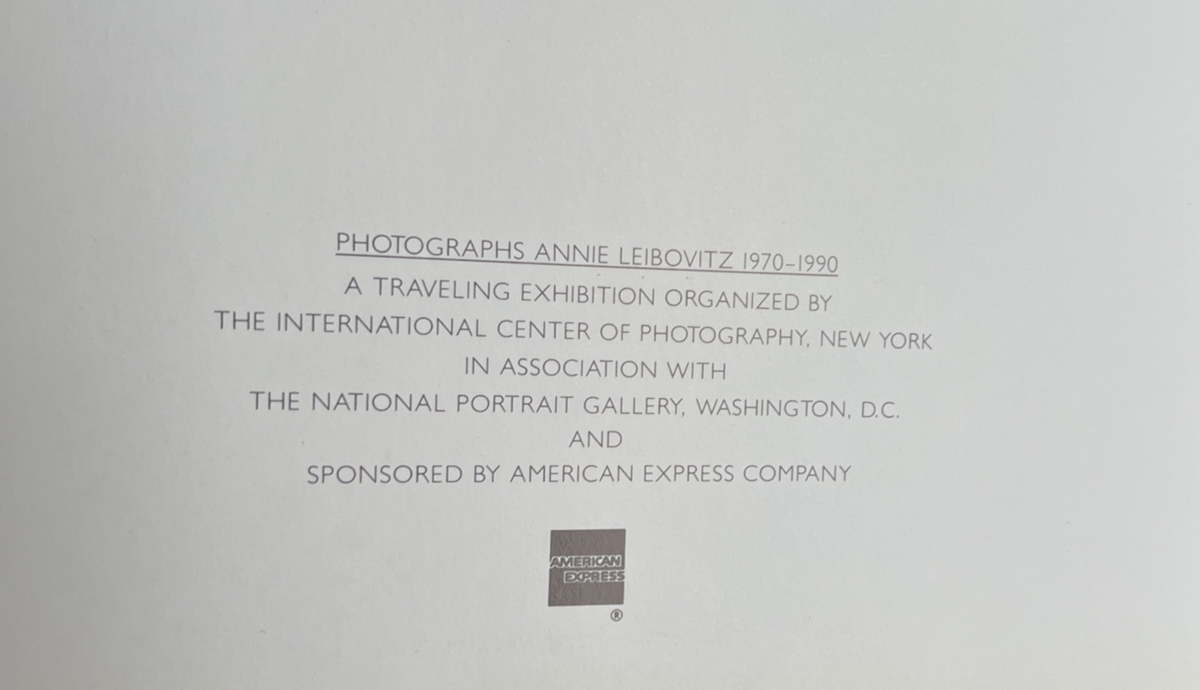 PHOTOGRAPHS ANNIE LEIBOVITZ 1970–1990
A TRAVELING EXHIBITION ORGANIZED BY
THE INTERNATIONAL CENTER OF PHOTOGRAPHY, NEW YORK
IN ASSOCIATION WITH
THE NATIONAL PORTRAIT GALLERY, WASHINGTON, D.C.
AND
SPONSORED BY AMERICAN EXPRESS COMPANY
AMERICAN
EXPRESS
®